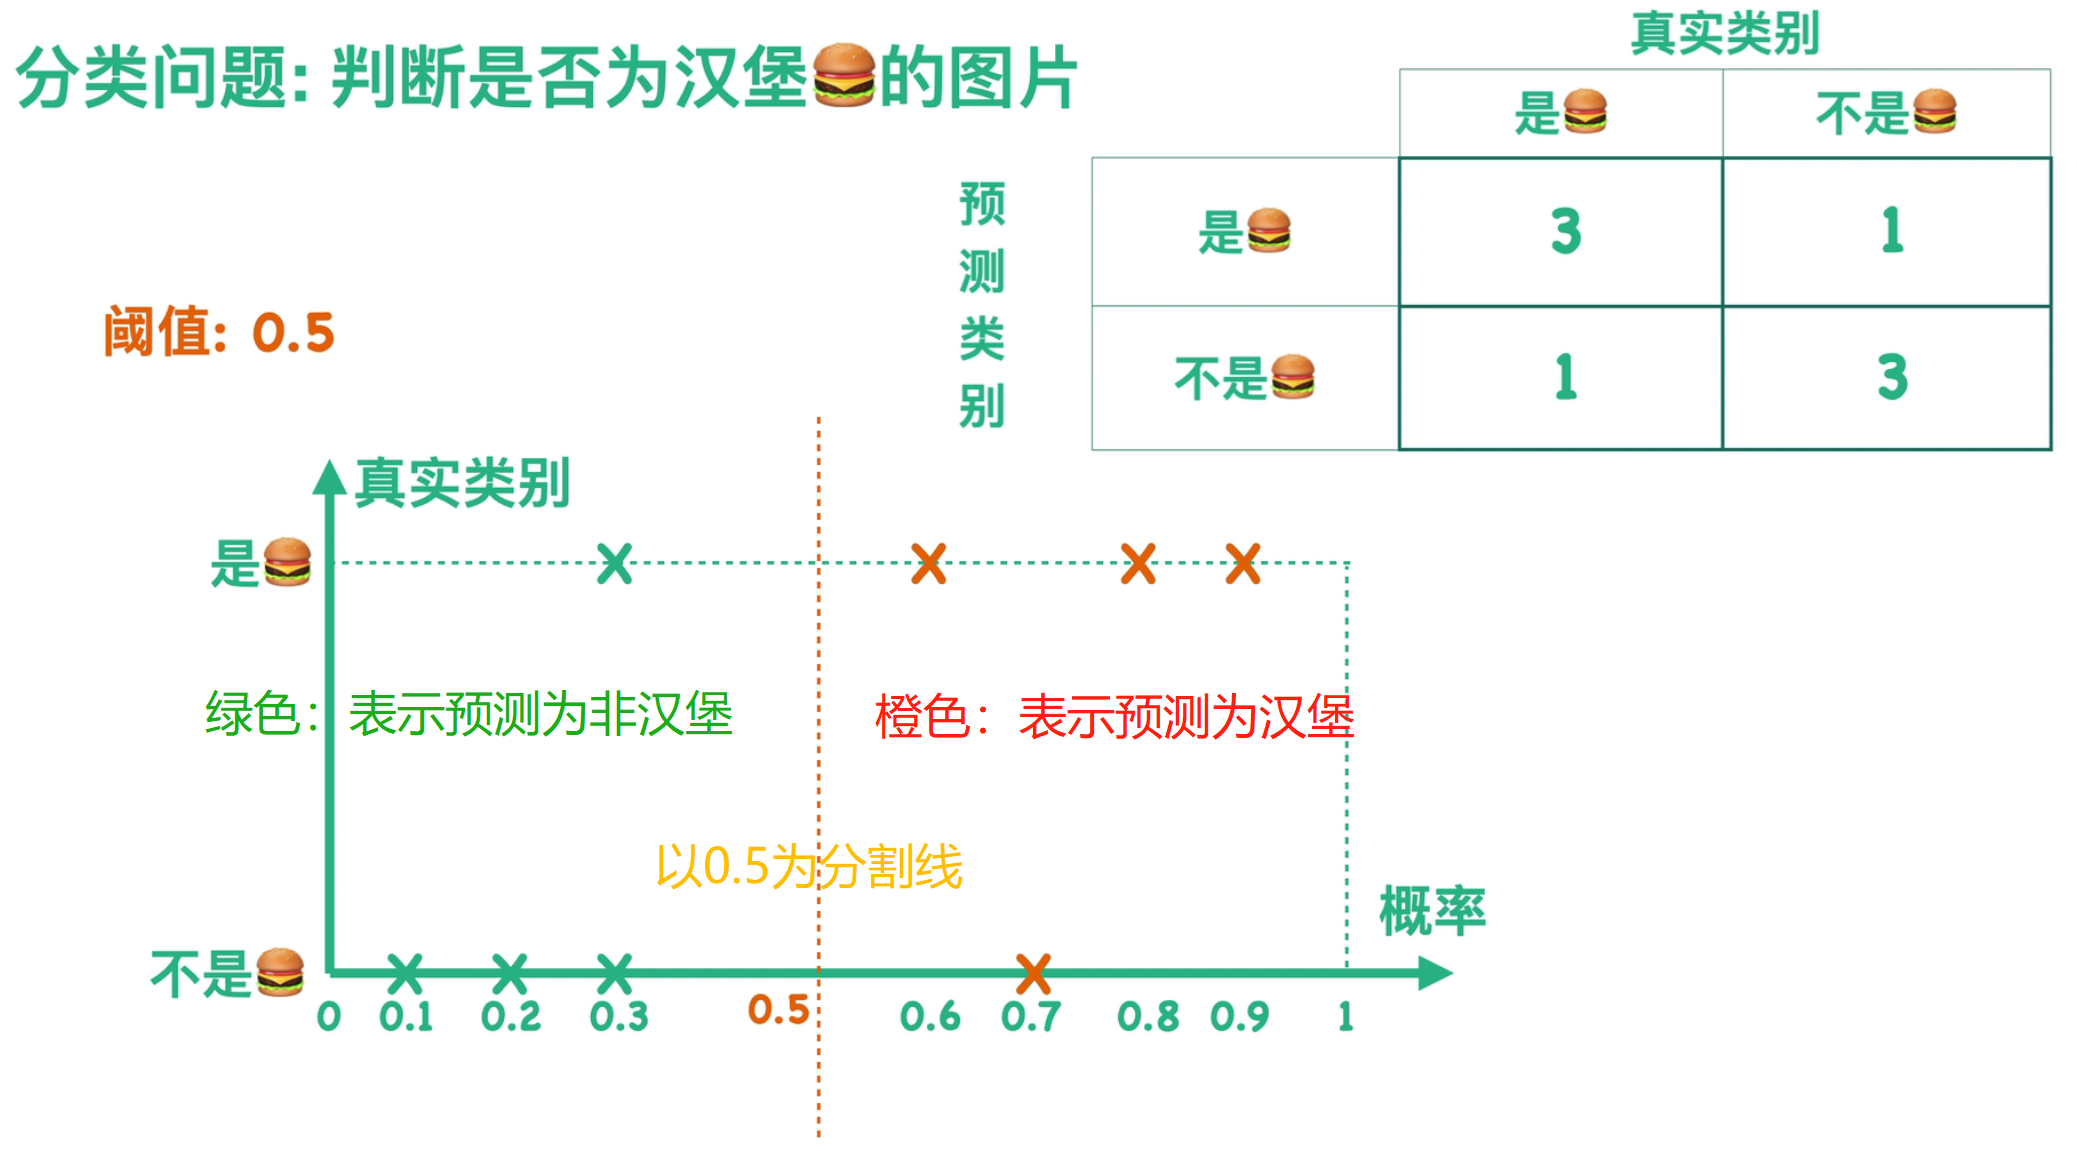 分类问题: 判断是否为汉堡🍔的图片
真实类别
是🍔 不是🍔
预测类别
是🍔 3 1
不是🍔 1 3
阈值: 0.5
真实类别
是🍔
绿色：表示预测为非汉堡
橙色：表示预测为汉堡
以0.5为分割线
概率
不是🍔
0 0.1 0.2 0.3 0.5 0.6 0.7 0.8 0.9 1